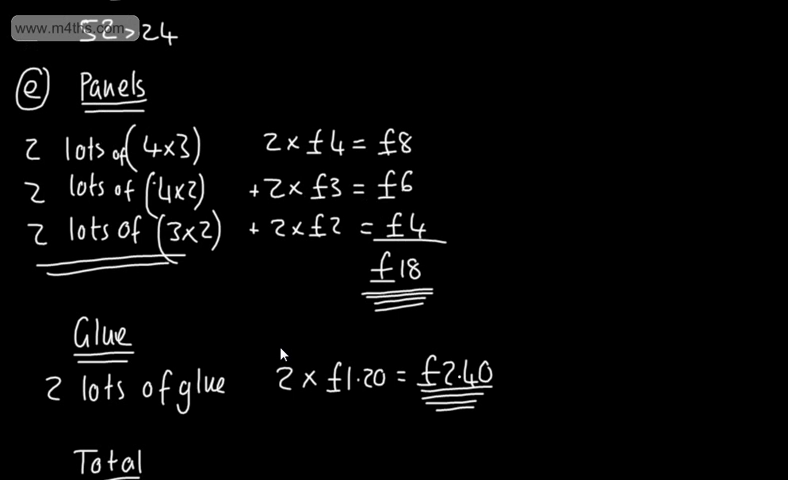 www.m4ths.com
52>24
e Panels
2 lots of (4x3) 2 x £4 = £8
2 lots of (4x2) + 2 x £3 = £6
2 lots of (3x2) + 2 x £2 = £4
£18
Glue
2 lots of glue 2 x £1.20 = £2.40
Total